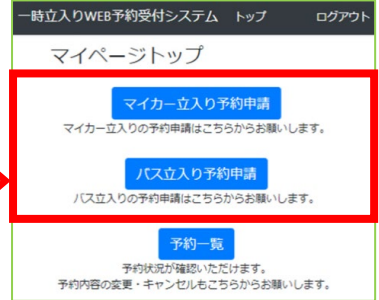 一時立入りWEB予約受付システム トップ ログアウト
マイページトップ
マイカー立入り予約申請
マイカー立入りの予約申請はこちらからお願いします。
バス立入り予約申請
バス立入りの予約申請はこちらからお願いします。
予約一覧
予約状況が確認いただけます。
予約内容の変更・キャンセルもこちらからお願いします。